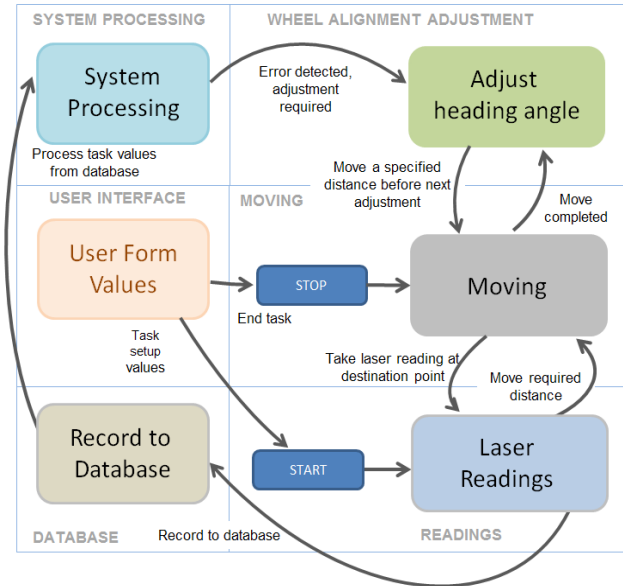 SYSTEM PROCESSING
WHEEL ALIGNMENT ADJUSTMENT
System
Processing
Error detected,
adjustment
required
Adjust
heading angle
Process task values
from database
Move a specified
distance before next
adjustment
Move
completed
USER INTERFACE
MOVING
User Form
Values
STOP
End task
Moving
Task
setup
values
Take laser reading at
destination point
Move required
distance
Record to
Database
START
Laser
Readings
DATABASE
Record to database
READINGS